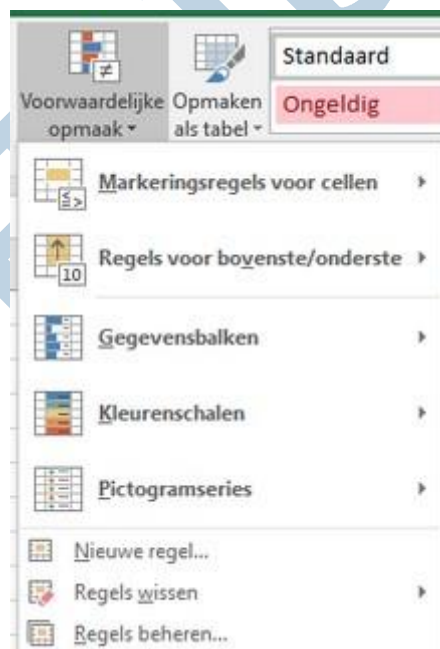 Standaard
Voorwaardelijke Opmaken Ongeldig
opmaak als tabel
Markeringsregels voor cellen
Regels voor bovenste/onderste
10
Gegevensbalken
Kleurenschalen
Pictogramseries
Nieuwe regel...
Regels wissen
Regels beheren...